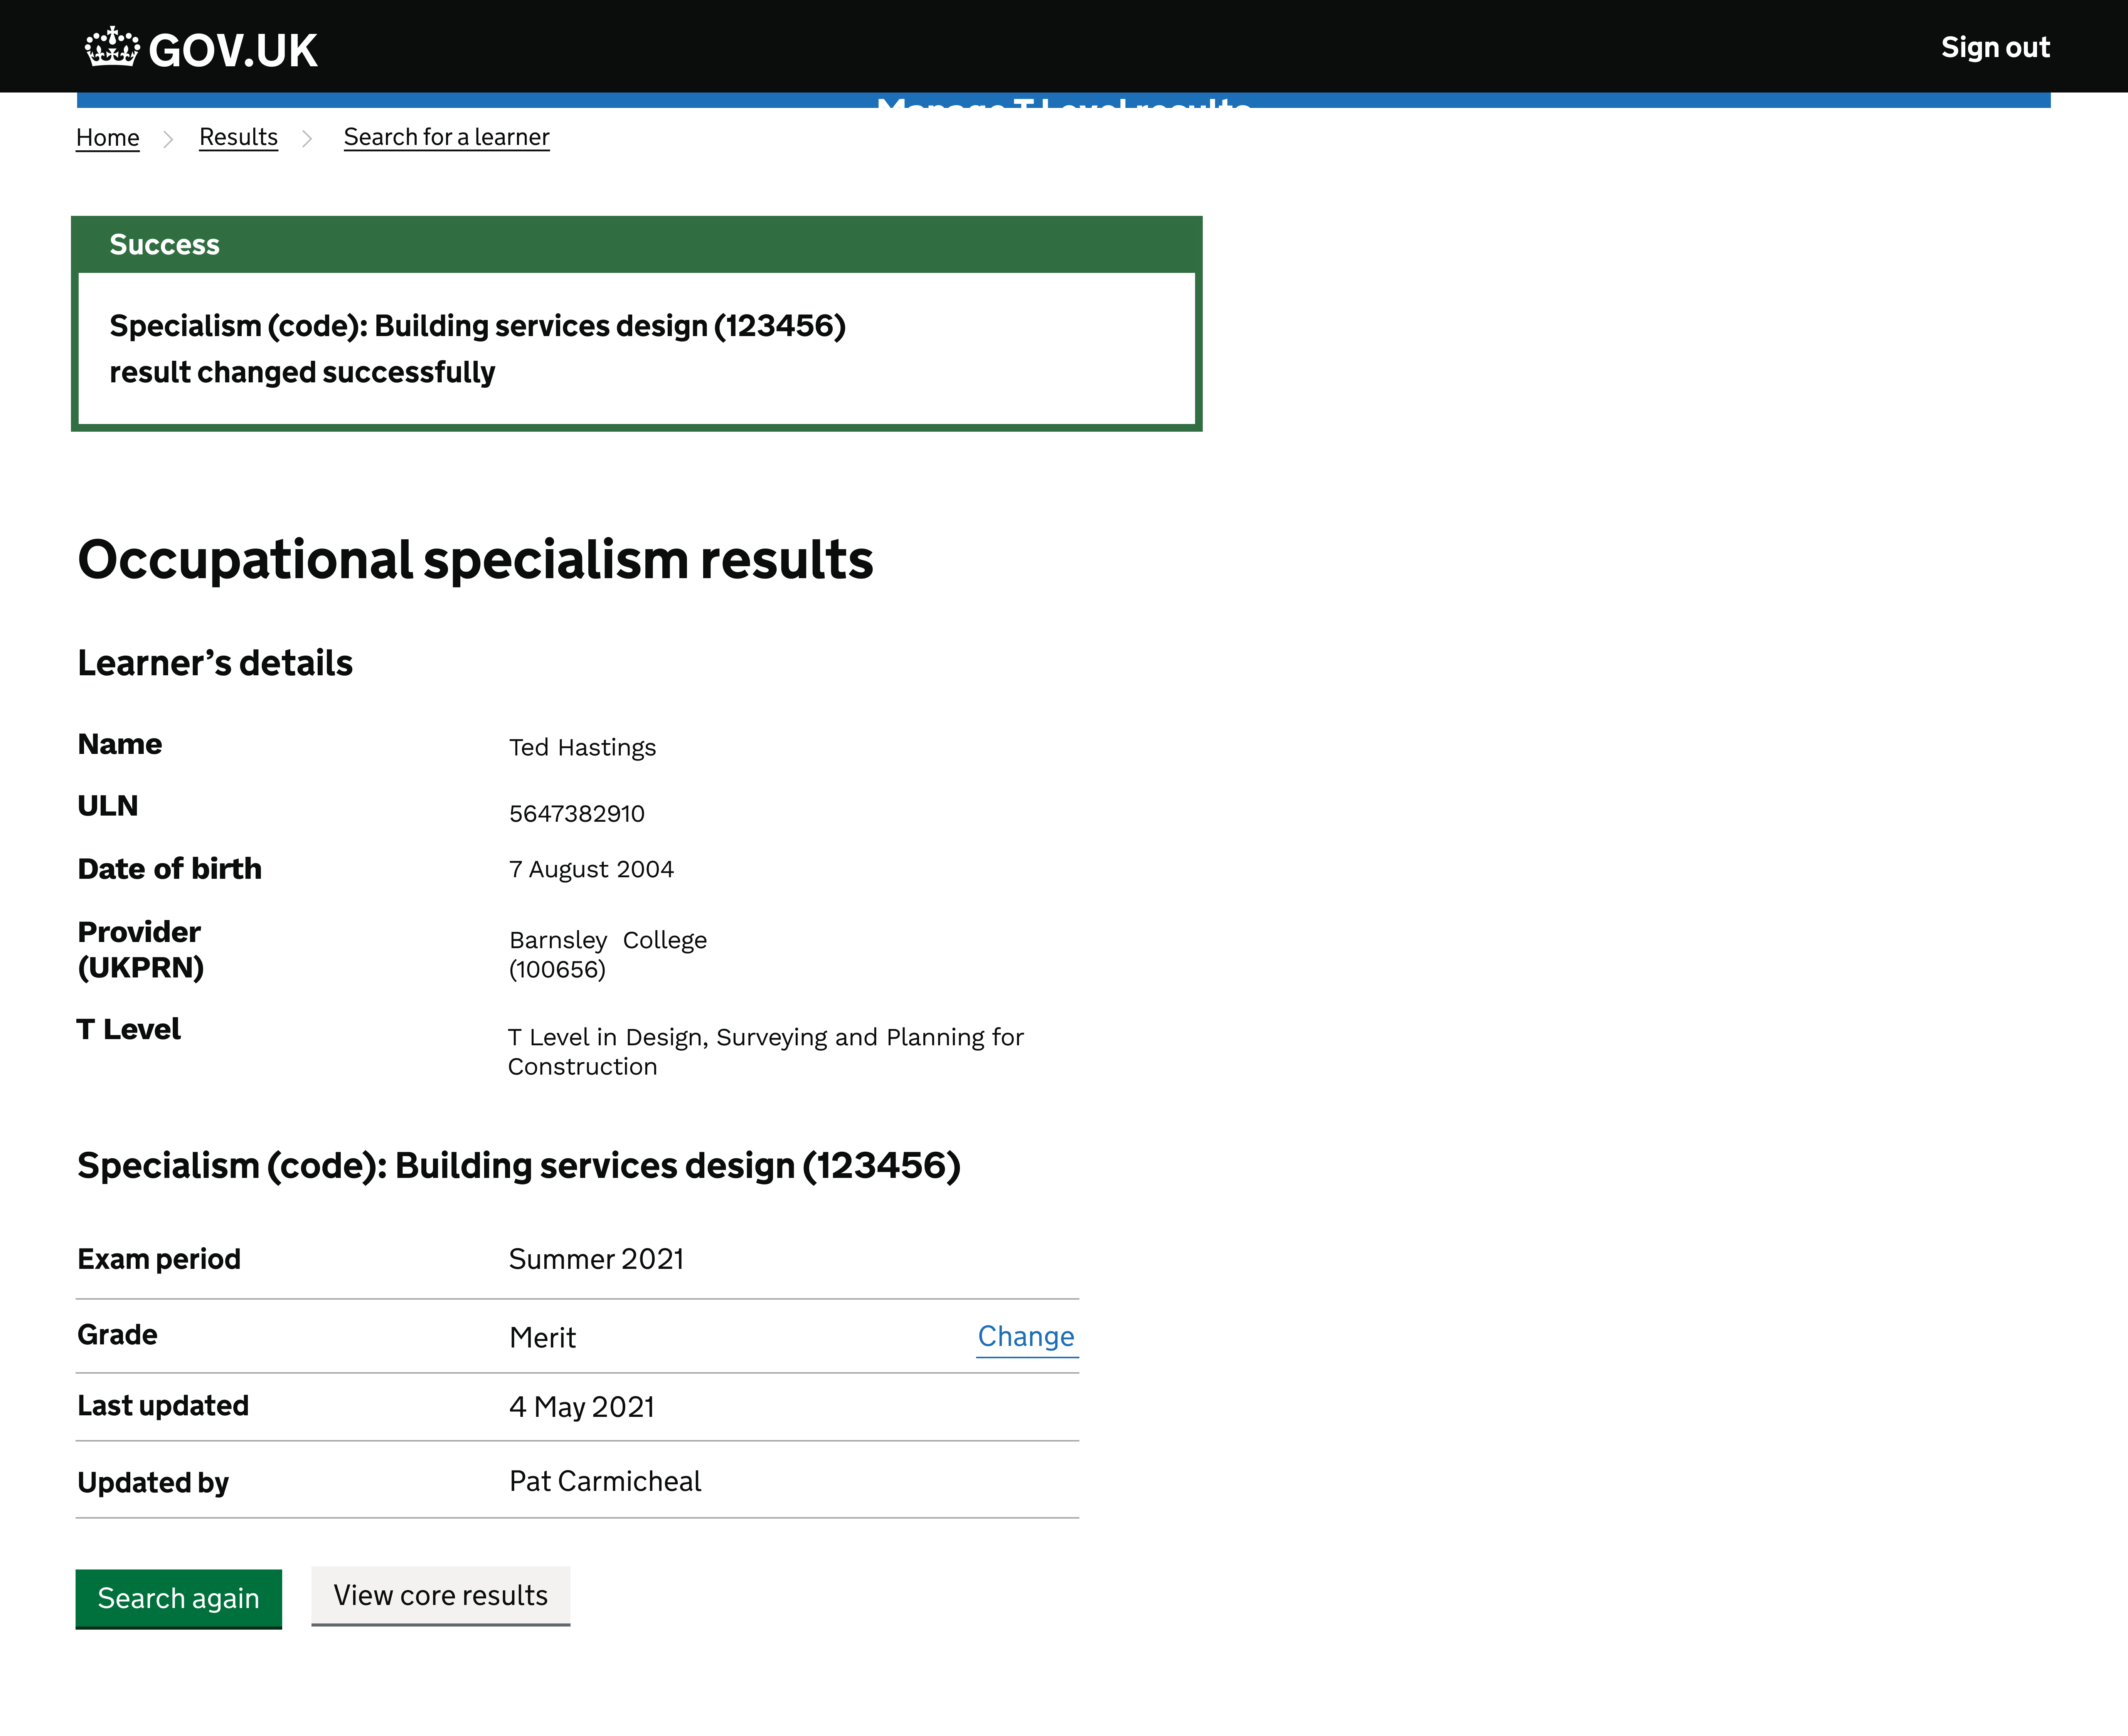 GOV.UK
Sign out
Manage T Level results
Home
Results
Search for a learner
Success
Specialism (code): Building services design (123456)
result changed successfully
Occupational specialism results
Learner’s details
Name
Ted Hastings
ULN
5647382910
Date of birth
7 August 2004
Provider
(UKPRN)
Barnsley College
(100656)
T Level
T Level in Design, Surveying and Planning for
Construction
Specialism (code): Building services design (123456)
Exam period
Summer 2021
Grade
Merit
Change
Last updated
4 May 2021
Updated by
Pat Carmicheal
Search again
View core results